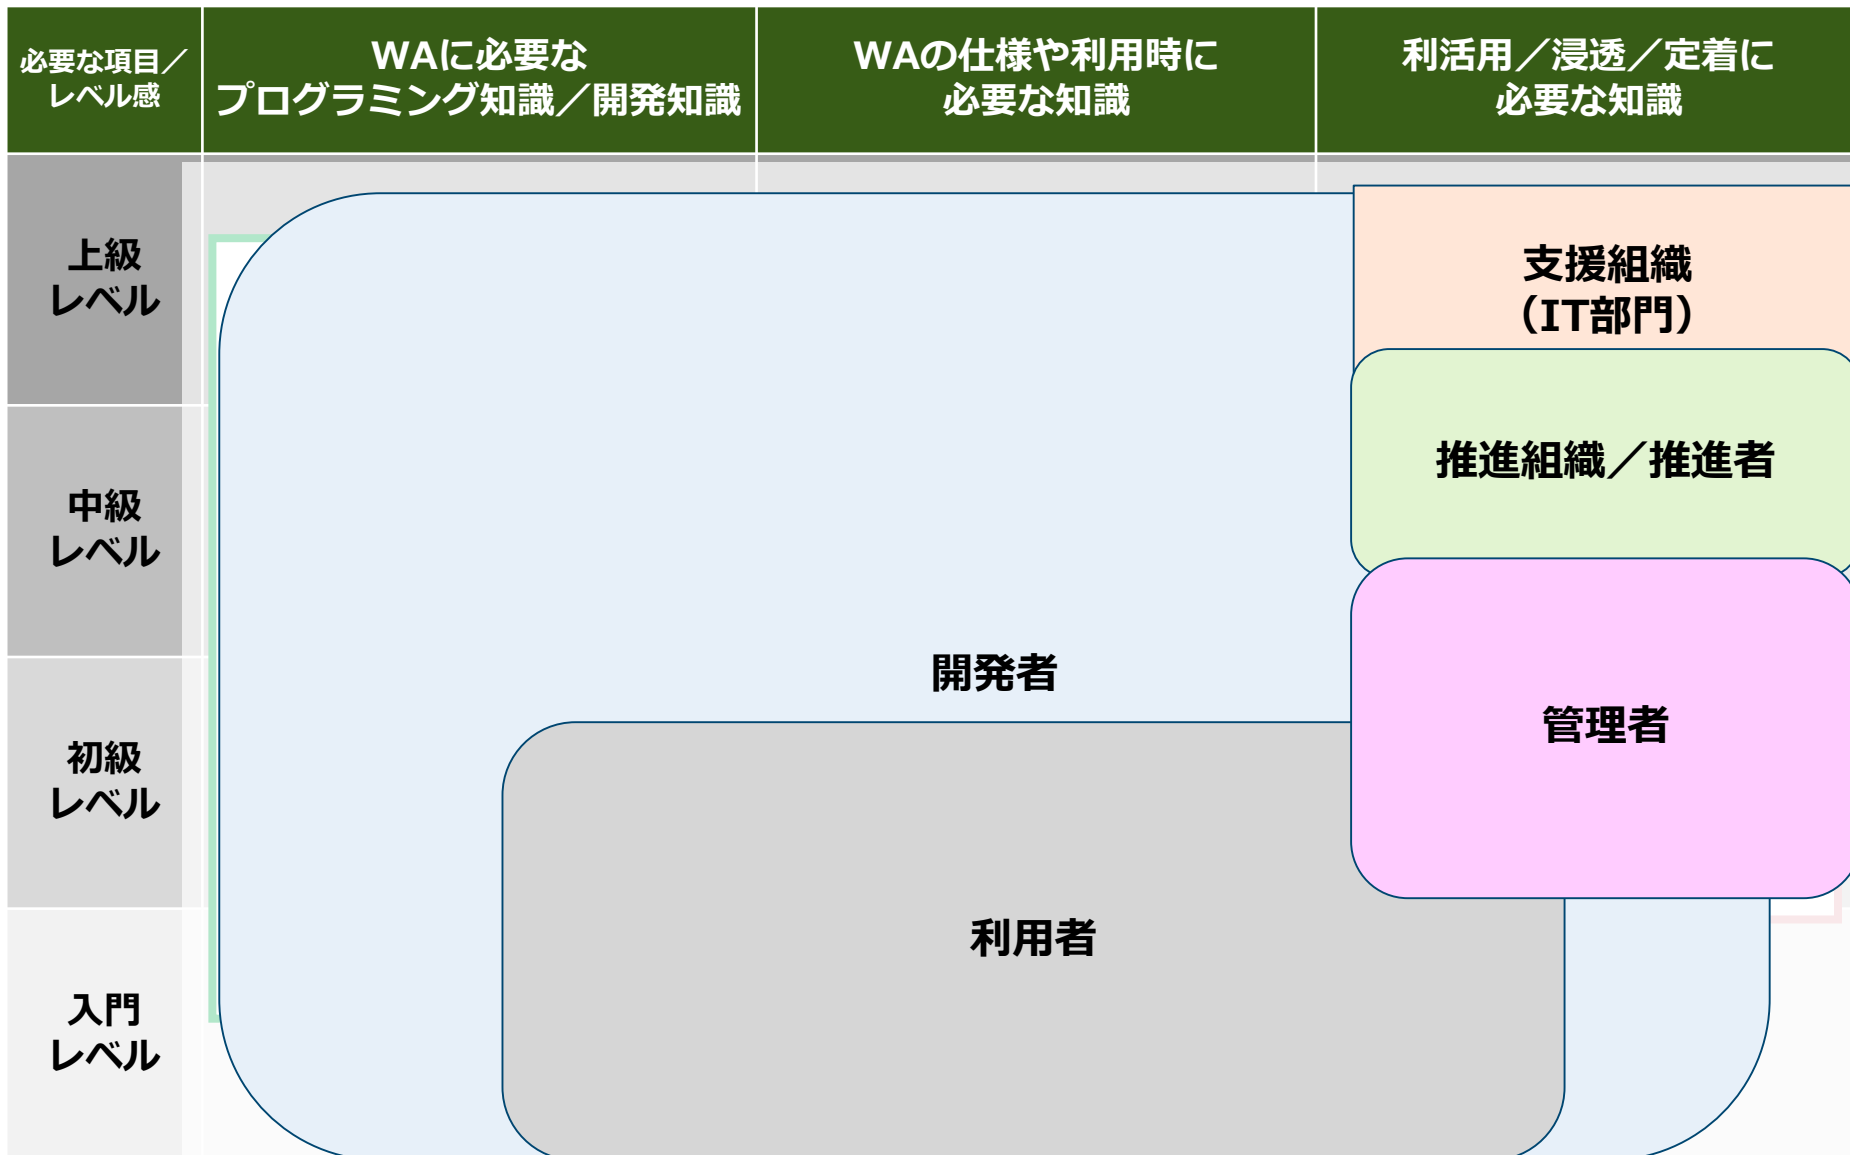 必要な項目／
レベル感
WAに必要な
プログラミング知識／開発知識
WAの仕様や利用時に
必要な知識
利活用／浸透／定着に
必要な知識
上級
レベル
支援組織
（IT部門）
中級
レベル
推進組織／推進者
開発者
初級
レベル
管理者
利用者
入門
レベル